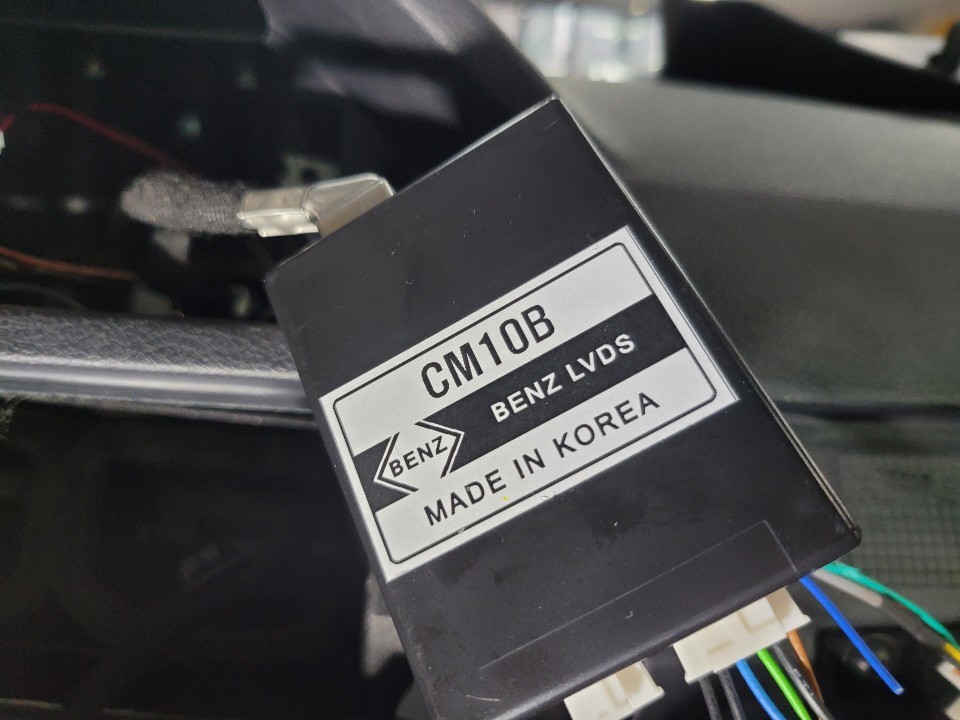 CM10B
BENZ LVDS
BENZ
MADE IN KOREA